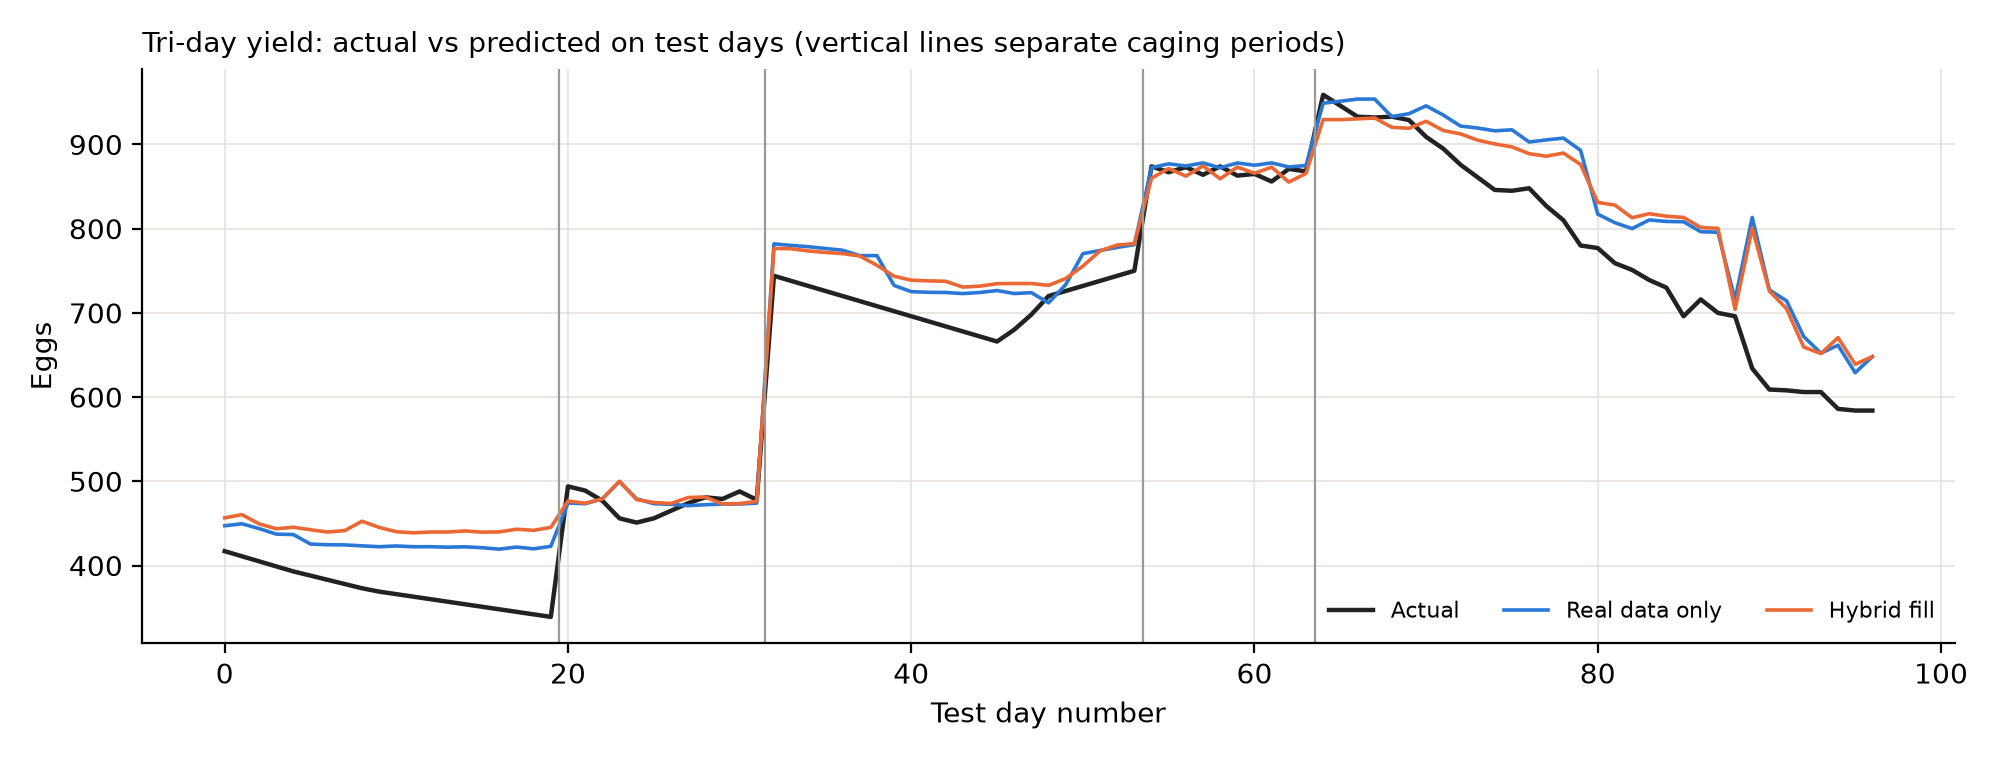 Tri-day yield: actual vs predicted on test days (vertical lines separate caging periods)
900
800
700
600
500
400
Eggs
Actual Real data only Hybrid fill
0 20 40 60 80 100
Test day number